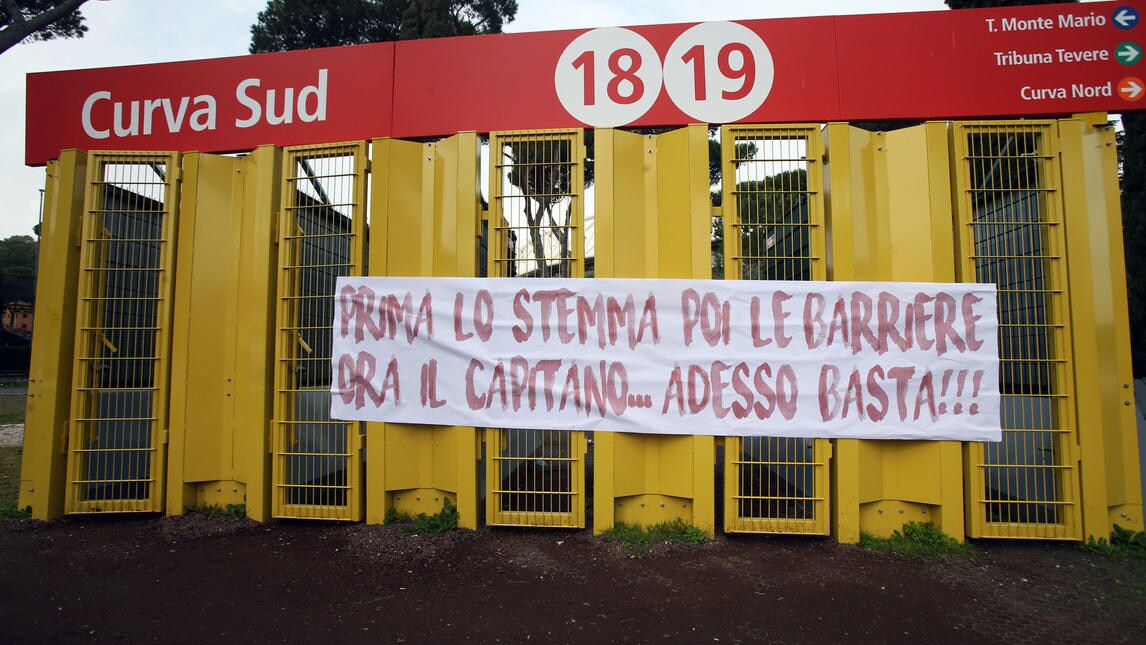 Curva Sud
18 19
T. Monte Mario
Tribuna Tevere
Curva Nord
PRIMA LO STEMMA POI LE BARRIERE
ORA IL CAPITANO... ADESSO BASTA!!!